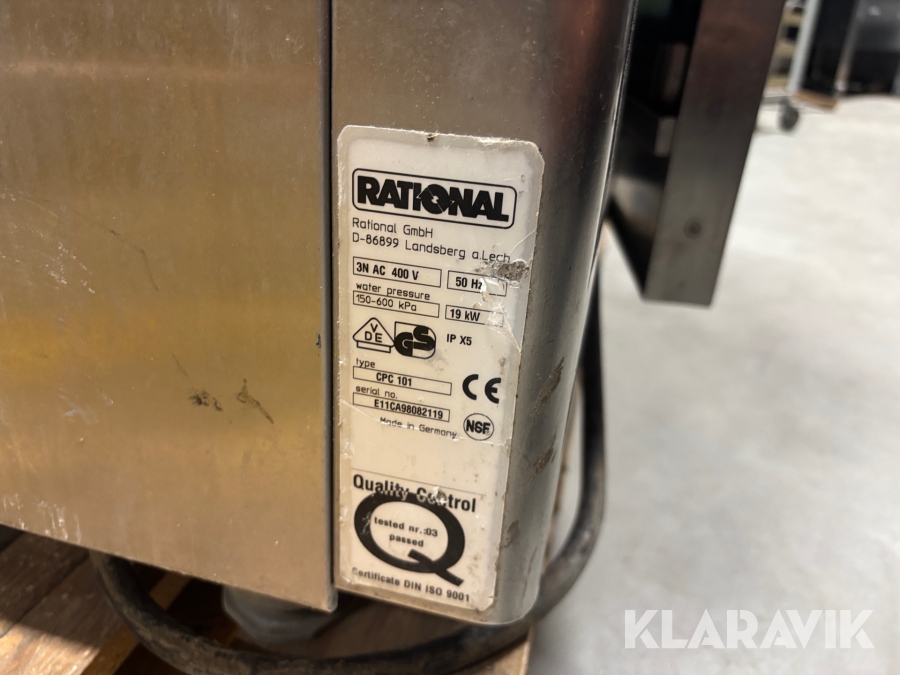 RATIONAL
Rational GmbH
D-86899 Landsberg a.Lech
3N AC 400 V
50 Hz
water pressure
150-600 kPa
19 kW
VDE
GS
IP X5
type
CPC 101
CE
serial no.
E11CA98082119
Made in Germany
NSF
Quality Control
tested nr.:03
passed
Certificate DIN ISO 9001
KLARAVIK